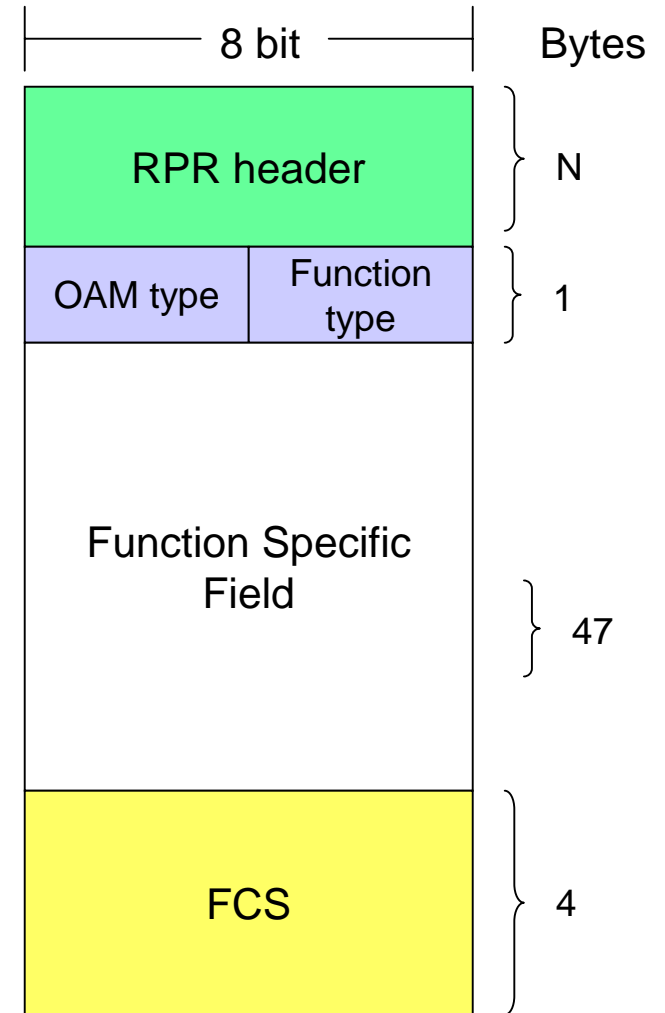 8 bit Bytes
RPR header
N
OAM type
Function
type
1
Function Specific
Field
47
FCS
4